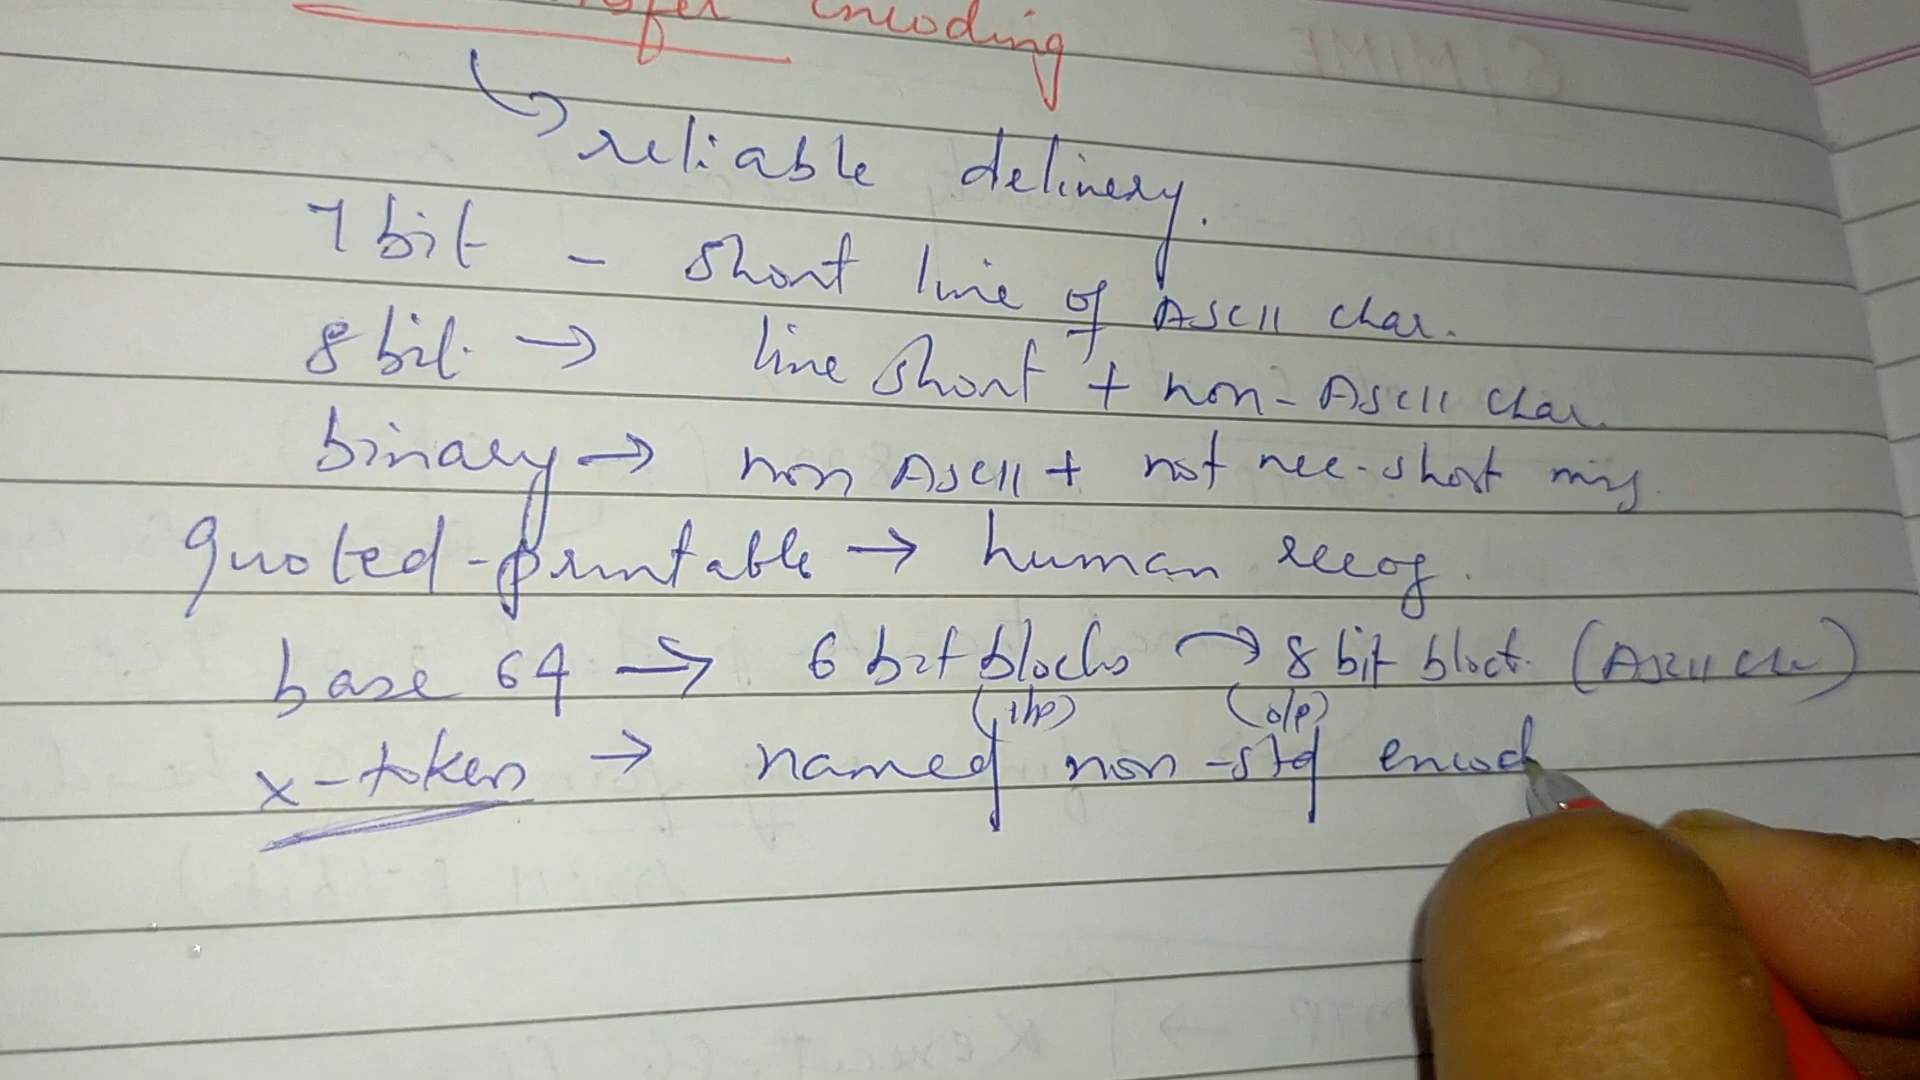 encoding
reliable delivery.
7 bit - short line of ASCII char.
8 bit. → line short + non-ASCII char.
binary → non ASCII + not nec. short
quoted-printable → human recog.
base 64 → 6 bit blocks → 8 bit block. (ASCII
(i/p) (o/p)
x-token → named non-std encod